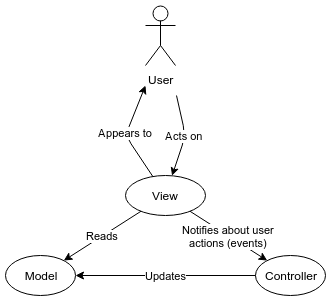 User
Appears to
Acts on
View
Reads
Notifies about user
actions (events)
Model
Updates
Controller